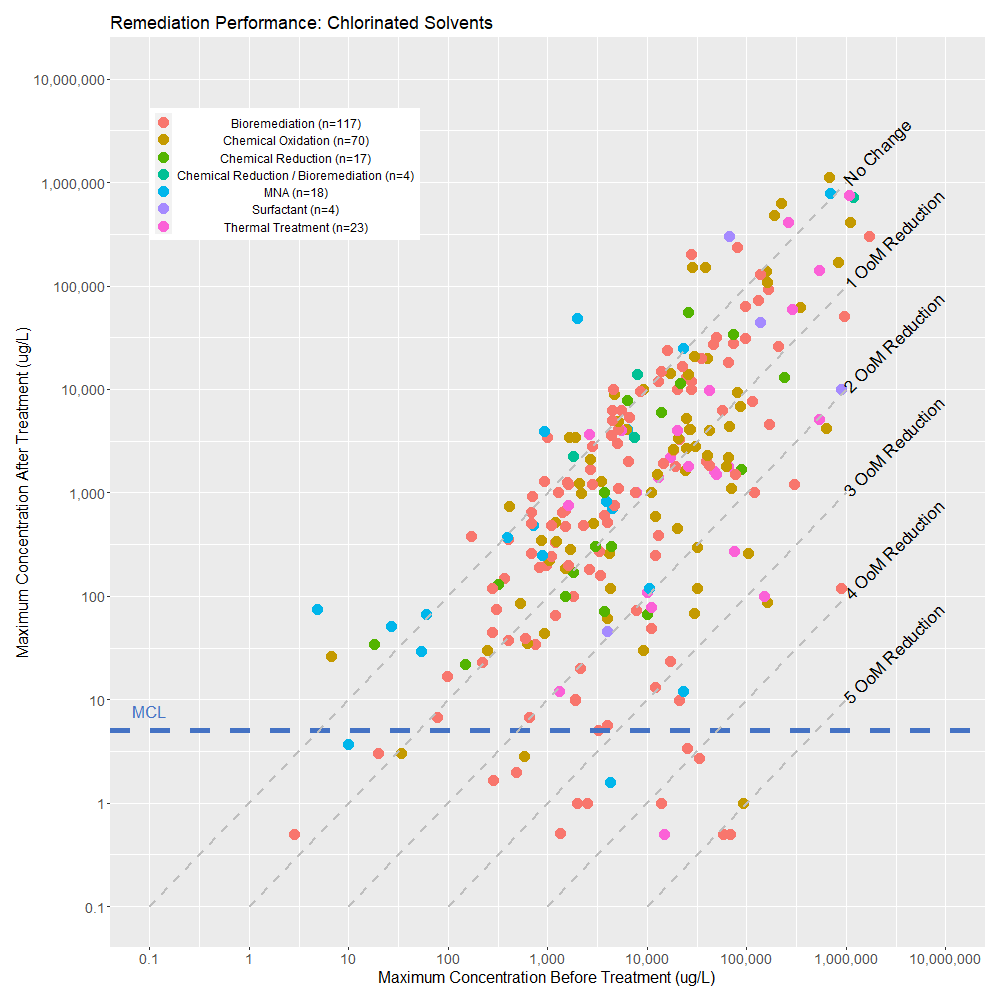 Remediation Performance: Chlorinated Solvents
10,000,000
1,000,000
100,000
10,000
1,000
100
10
1
0.1
Maximum Concentration After Treatment (ug/L)
Bioremediation (n=117)
Chemical Oxidation (n=70)
Chemical Reduction (n=17)
Chemical Reduction / Bioremediation (n=4)
MNA (n=18)
Surfactant (n=4)
Thermal Treatment (n=23)
No Change
1 OoM Reduction
2 OoM Reduction
3 OoM Reduction
4 OoM Reduction
5 OoM Reduction
MCL
0.1
1
10
100
1,000
10,000
100,000
1,000,000
10,000,000
Maximum Concentration Before Treatment (ug/L)